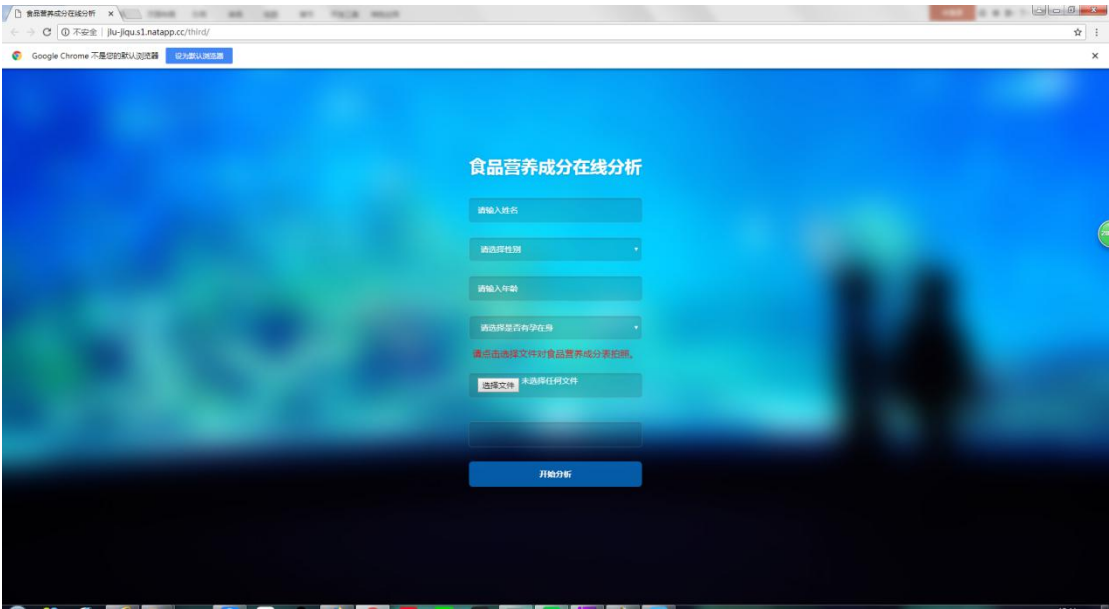 食品营养成分在线分析
不安全 | jlu-jiqu.s1.natapp.cc/third/
Google Chrome 不是您的默认浏览器 设为默认浏览器
食品营养成分在线分析
请输入姓名
请选择性别
请输入年龄
请选择是否有孕在身
请点击选择文件对食品营养成分表拍照。
选择文件 未选择任何文件
开始分析